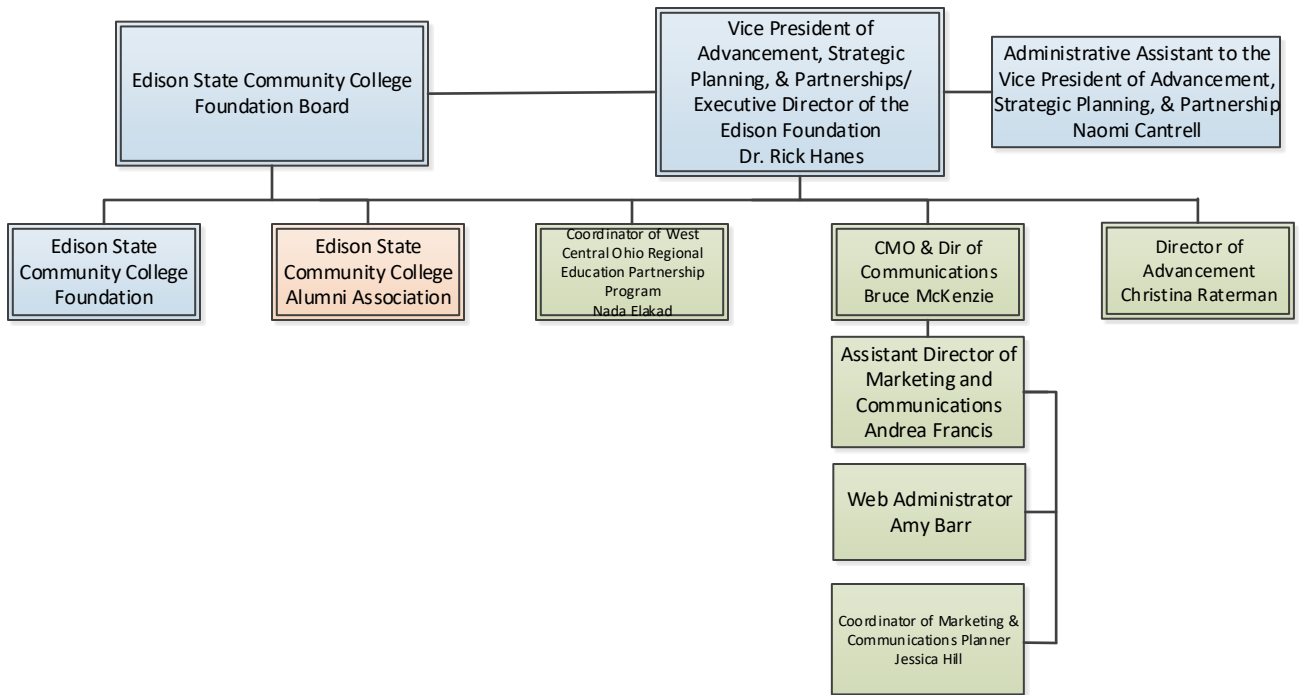 Edison State Community College
Foundation Board
Vice President of
Advancement, Strategic
Planning, & Partnerships/
Executive Director of the
Edison Foundation
Dr. Rick Hanes
Administrative Assistant to the
Vice President of Advancement,
Strategic Planning, & Partnership
Naomi Cantrell
Edison State
Community College
Foundation
Edison State
Community College
Alumni Association
Coordinator of West
Central Ohio Regional
Education Partnership
Program
Nada Elakad
CMO & Dir of
Communications
Bruce McKenzie
Director of
Advancement
Christina Raterman
Assistant Director of
Marketing and
Communications
Andrea Francis
Web Administrator
Amy Barr
Coordinator of Marketing &
Communications Planner
Jessica Hill